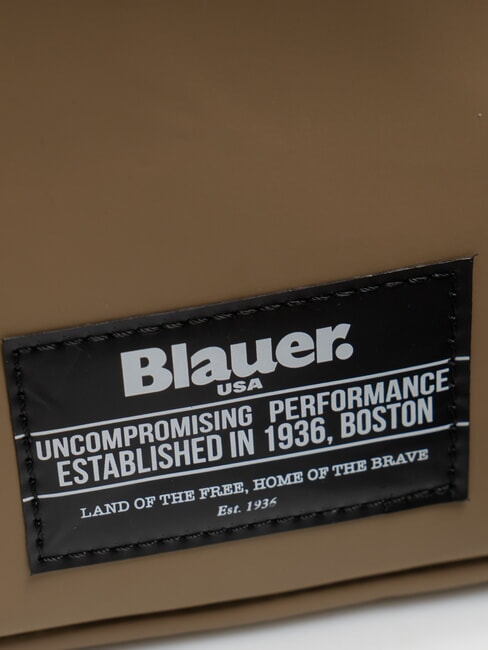 Blauer.
USA
UNCOMPROMISING PERFORMANCE
ESTABLISHED IN 1936, BOSTON
LAND OF THE FREE, HOME OF THE BRAVE
Est. 1936